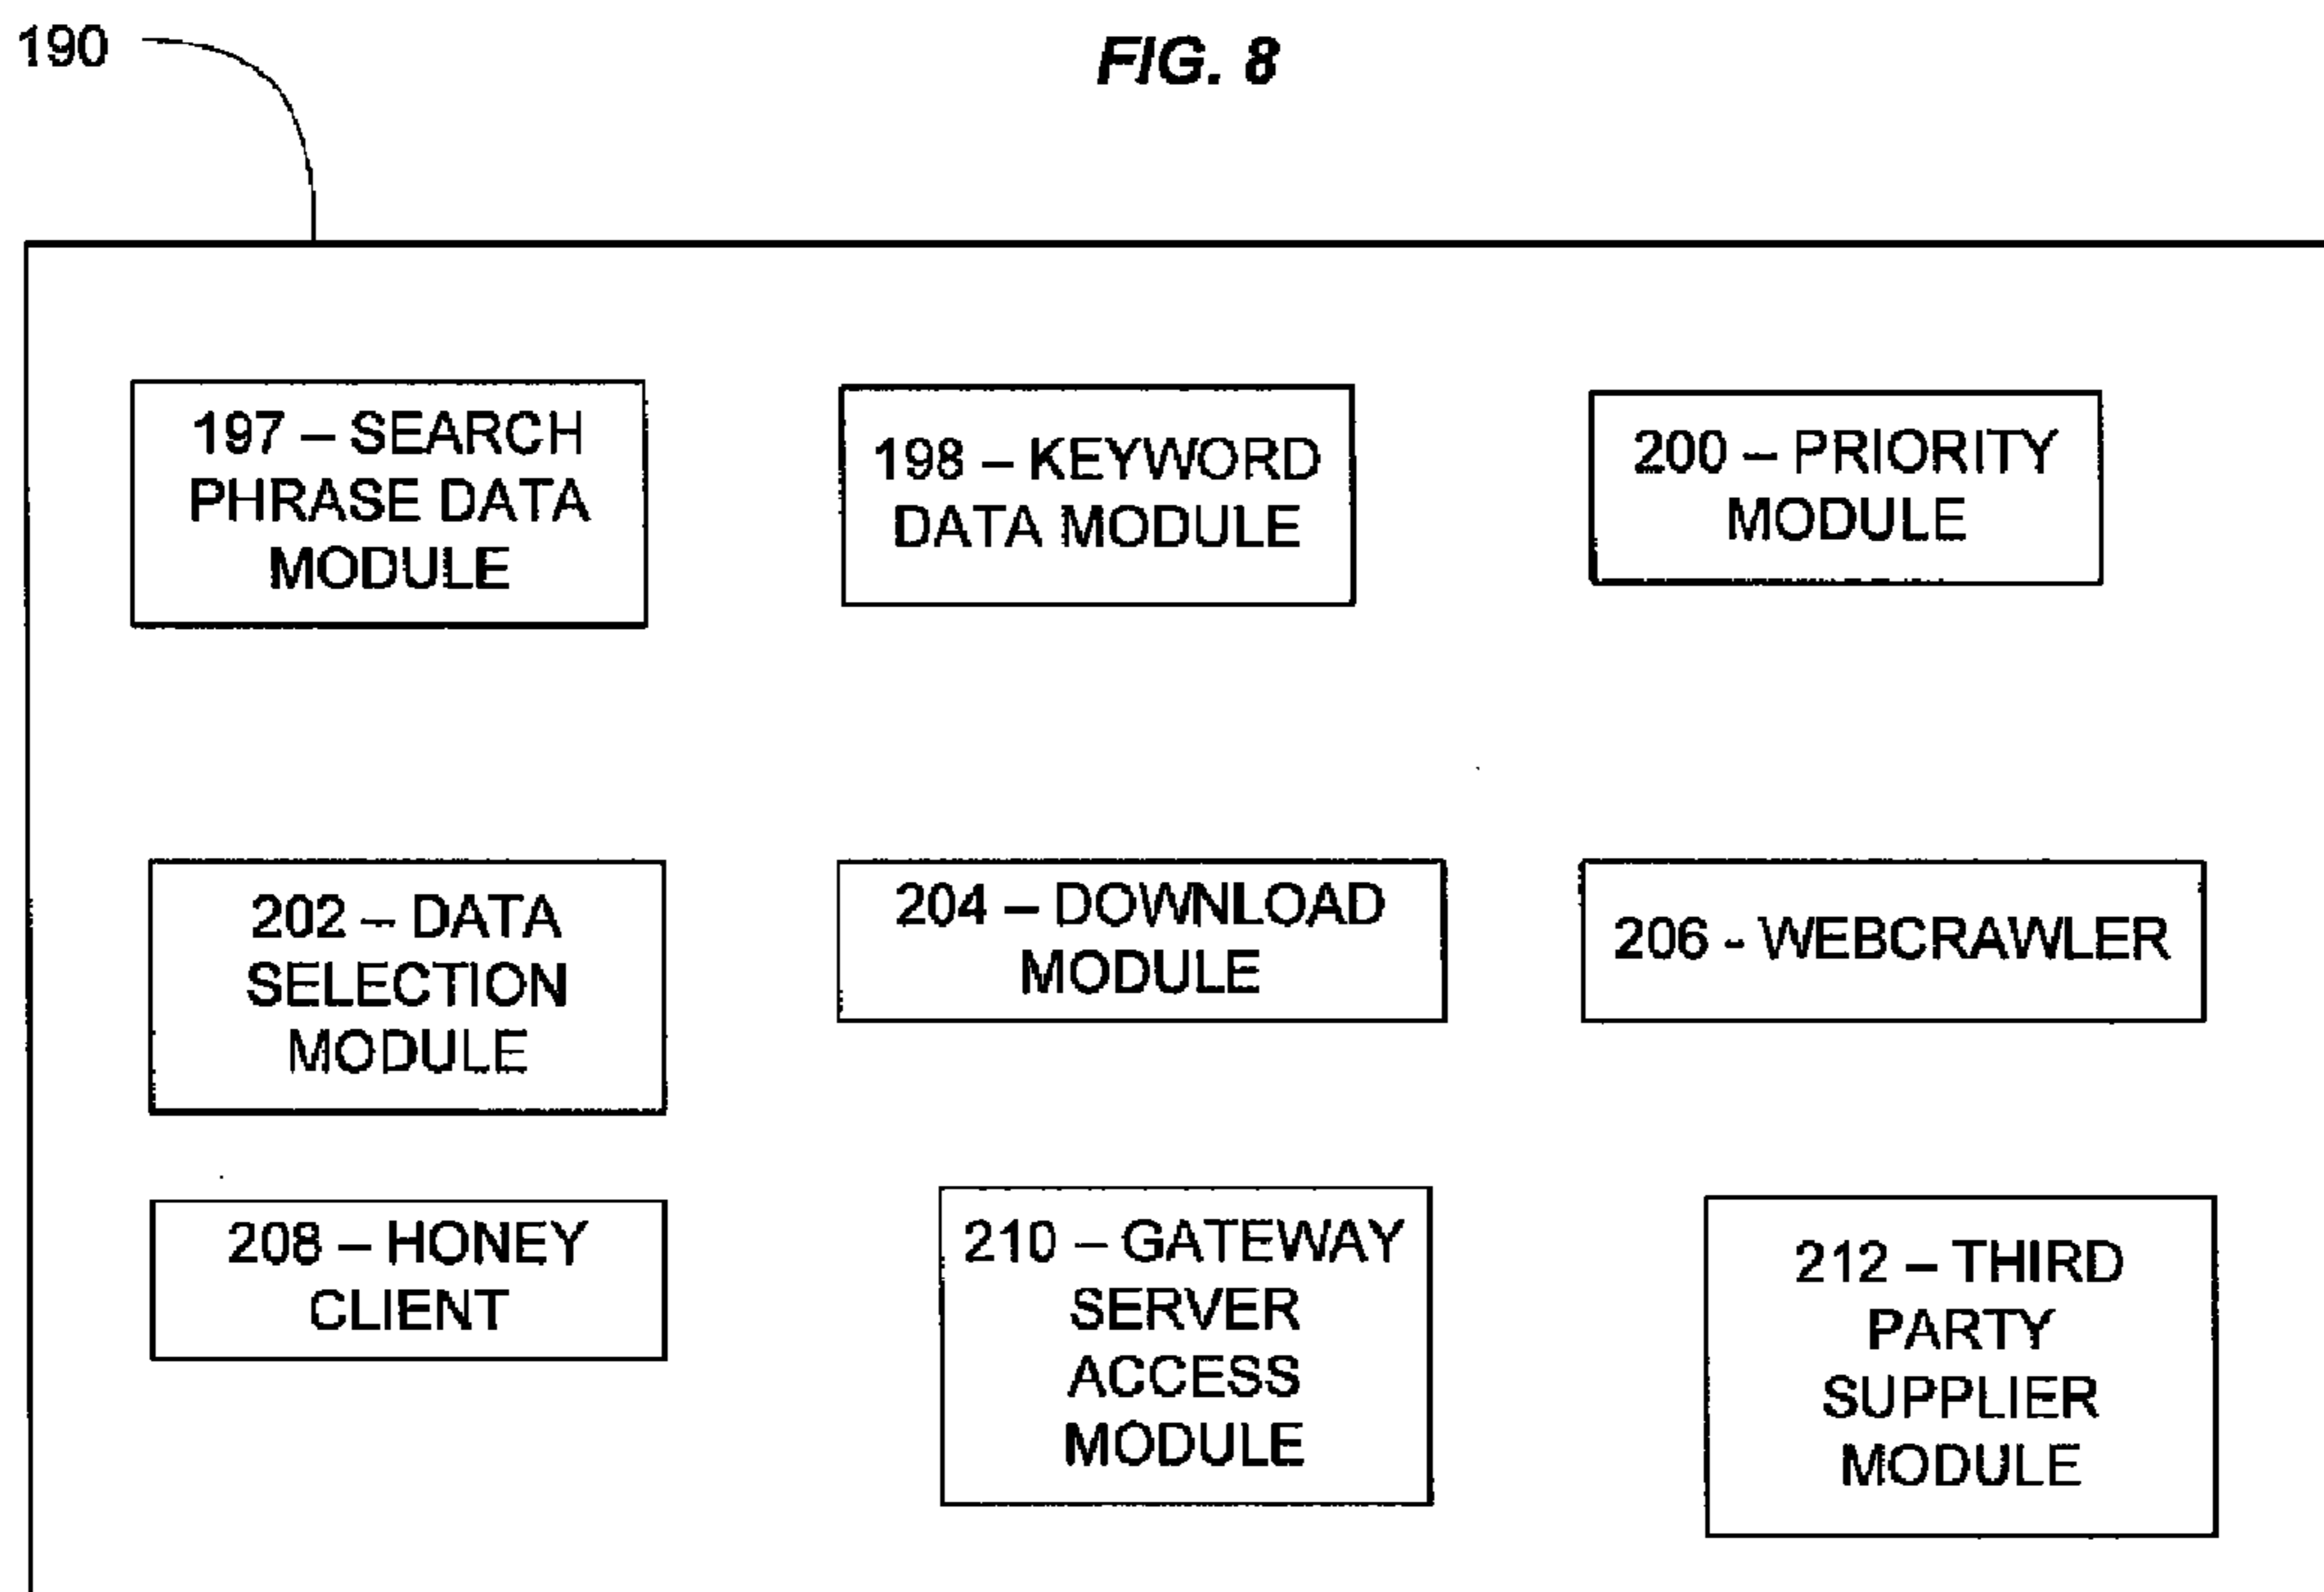 190
FIG. 8
197 – SEARCH
PHRASE DATA
MODULE
198 – KEYWORD
DATA MODULE
200 – PRIORITY
MODULE
202 – DATA
SELECTION
MODULE
204 – DOWNLOAD
MODULE
206 - WEBCRAWLER
208 – HONEY
CLIENT
210 – GATEWAY
SERVER
ACCESS
MODULE
212 – THIRD
PARTY
SUPPLIER
MODULE